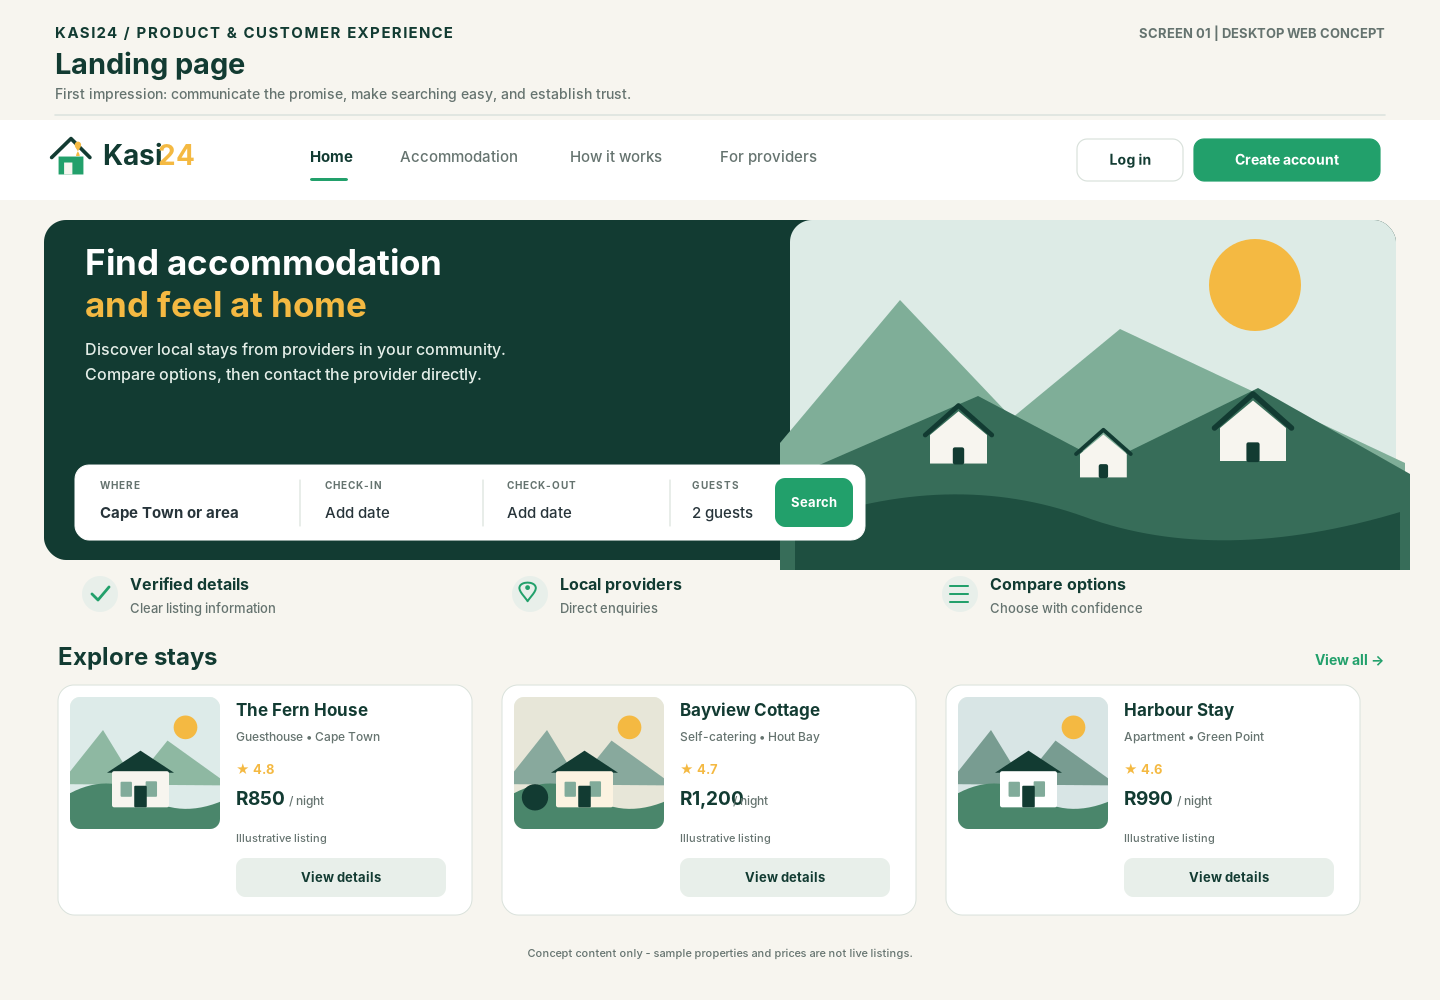 KASI24 / PRODUCT & CUSTOMER EXPERIENCE
SCREEN 01 | DESKTOP WEB CONCEPT
Landing page
First impression: communicate the promise, make searching easy, and establish trust.
Kasi24
Home
Accommodation
How it works
For providers
Log in
Create account
Find accommodation
and feel at home
Discover local stays from providers in your community.
Compare options, then contact the provider directly.
WHERE
Cape Town or area
CHECK-IN
Add date
CHECK-OUT
Add date
GUESTS
2 guests
Search
Verified details
Clear listing information
Local providers
Direct enquiries
Compare options
Choose with confidence
Explore stays
View all →
The Fern House
Guesthouse • Cape Town
★ 4.8
R850 / night
Illustrative listing
View details
Bayview Cottage
Self-catering • Hout Bay
★ 4.7
R1,200 / night
Illustrative listing
View details
Harbour Stay
Apartment • Green Point
★ 4.6
R990 / night
Illustrative listing
View details
Concept content only - sample properties and prices are not live listings.